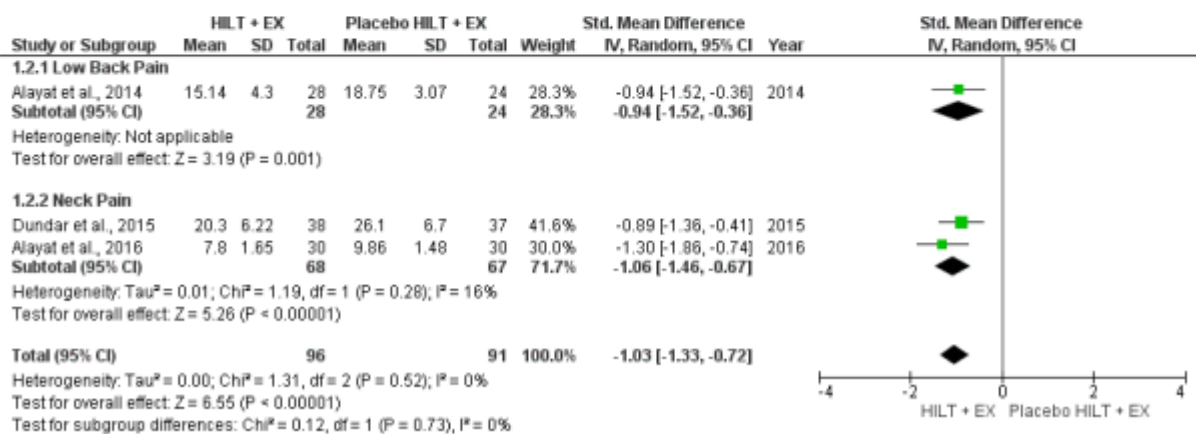 HILT + EX Placebo HILT + EX Std. Mean Difference Std. Mean Difference
Study or Subgroup Mean SD Total Mean SD Total Weight IV, Random, 95% CI Year IV, Random, 95% CI
1.2.1 Low Back Pain
Alayat et al., 2014 15.14 4.3 28 18.75 3.07 24 28.3% -0.94 [-1.52, -0.36] 2014
Subtotal (95% CI) 28 24 28.3% -0.94 [-1.52, -0.36]
Heterogeneity: Not applicable
Test for overall effect: Z = 3.19 (P = 0.001)
1.2.2 Neck Pain
Dundar et al., 2015 20.3 6.22 38 26.1 6.7 37 41.6% -0.89 [-1.36, -0.41] 2015
Alayat et al., 2016 7.8 1.65 30 9.86 1.48 30 30.0% -1.30 [-1.86, -0.74] 2016
Subtotal (95% CI) 68 67 71.7% -1.06 [-1.46, -0.67]
Heterogeneity: Tau² = 0.01; Chi² = 1.19, df = 1 (P = 0.28); I² = 16%
Test for overall effect: Z = 5.26 (P < 0.00001)
Total (95% CI) 96 91 100.0% -1.03 [-1.33, -0.72]
Heterogeneity: Tau² = 0.00; Chi² = 1.31, df = 2 (P = 0.52); I² = 0%
Test for overall effect: Z = 6.55 (P < 0.00001)
Test for subgroup differences: Chi² = 0.12, df = 1 (P = 0.73), I² = 0%
-4 -2 0 2 4
HILT + EX Placebo HILT + EX